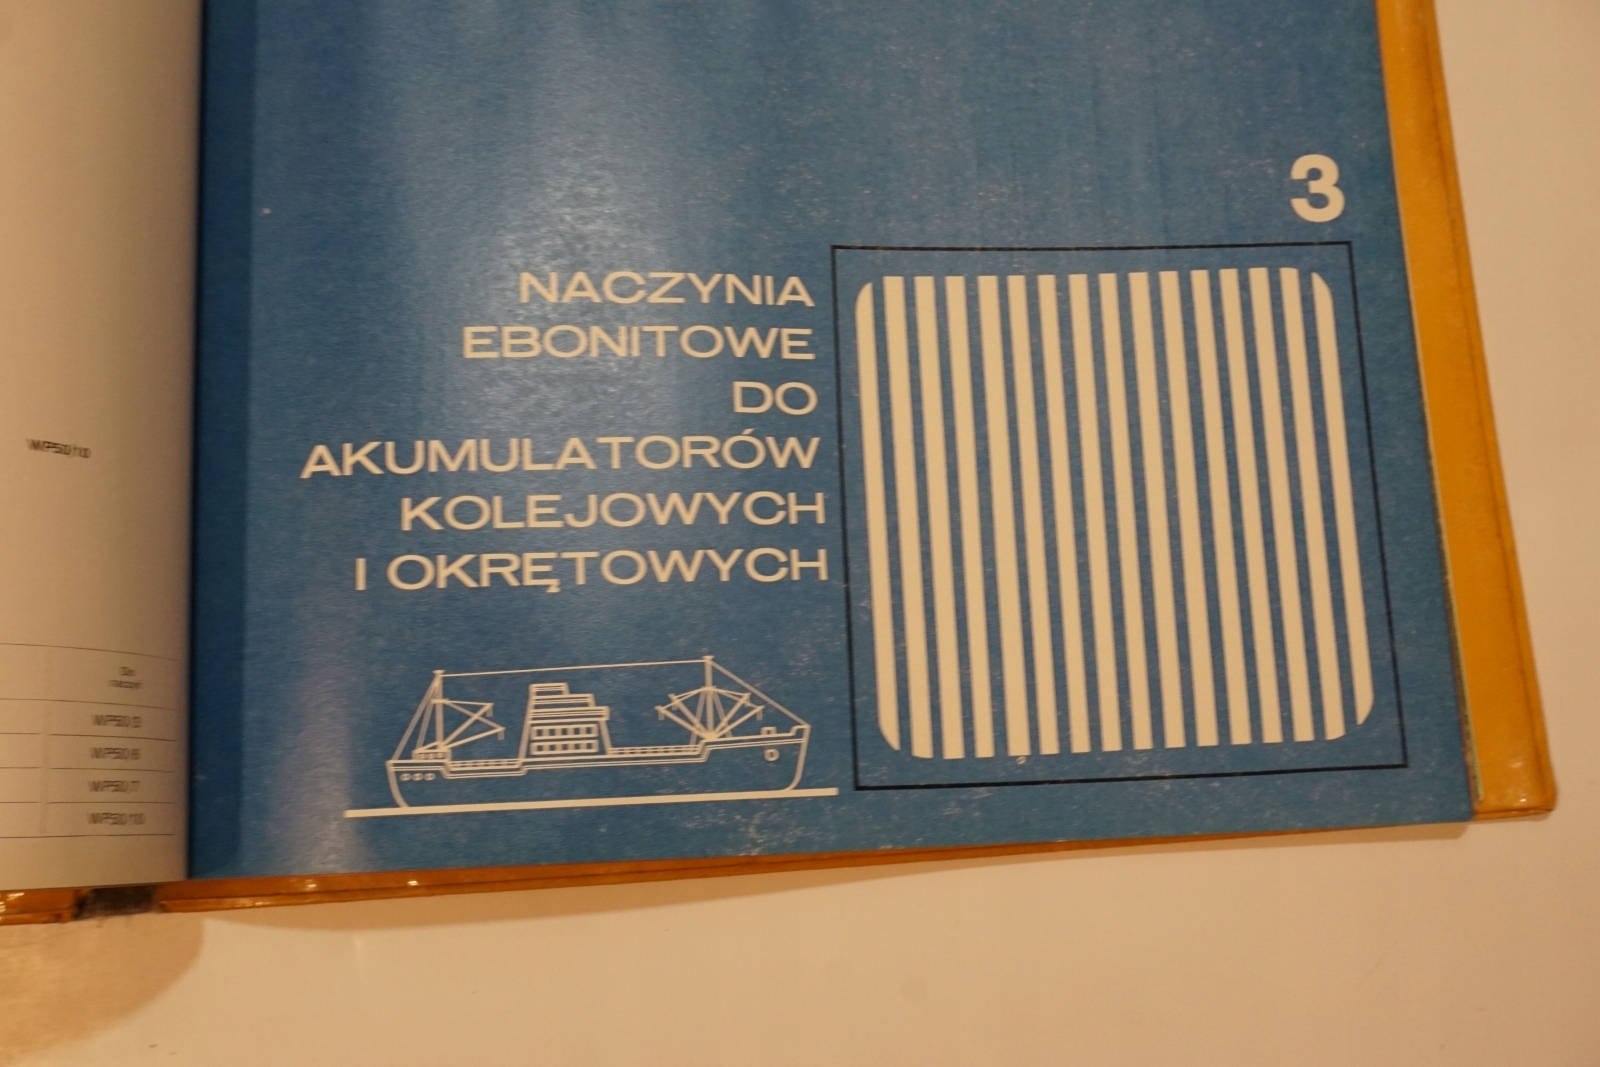 3
NACZYNIA
EBONITOWE
DO
AKUMULATORÓW
KOLEJOWYCH
I OKRĘTOWYCH